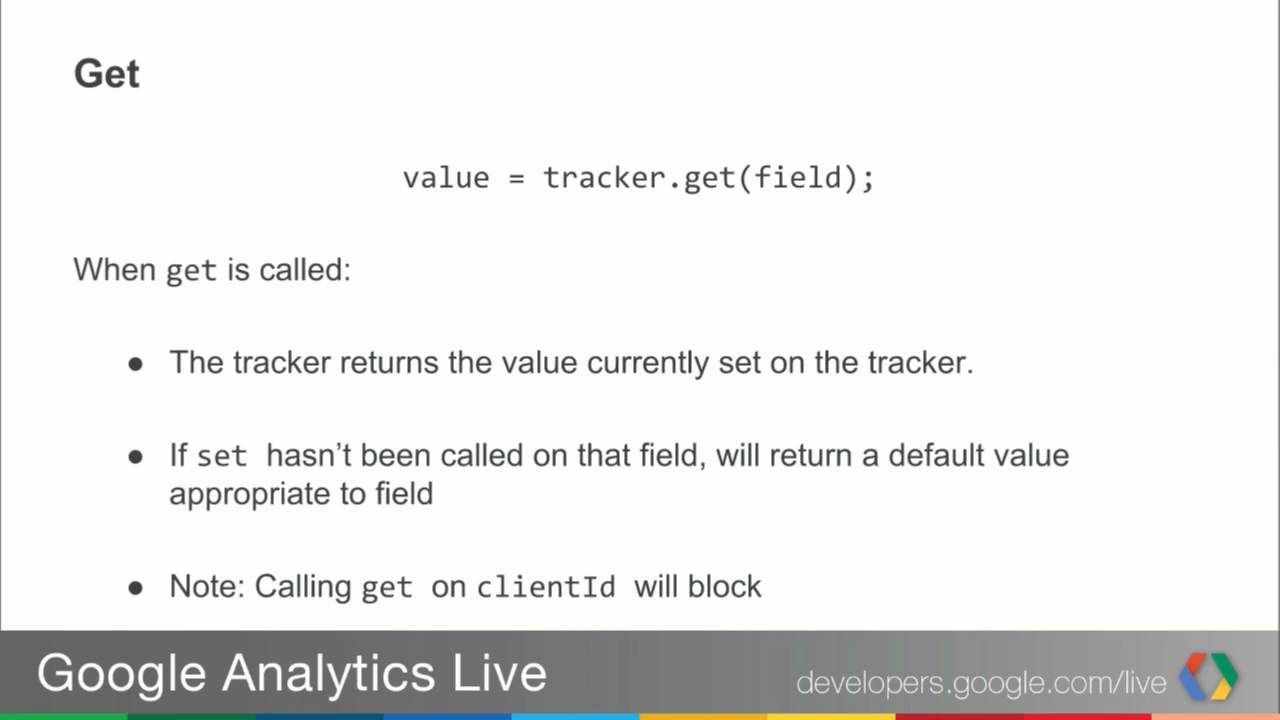 Get
value = tracker.get(field);
When get is called:
● The tracker returns the value currently set on the tracker.
● If set hasn’t been called on that field, will return a default value
appropriate to field
● Note: Calling get on clientId will block
Google Analytics Live
developers.google.com/live